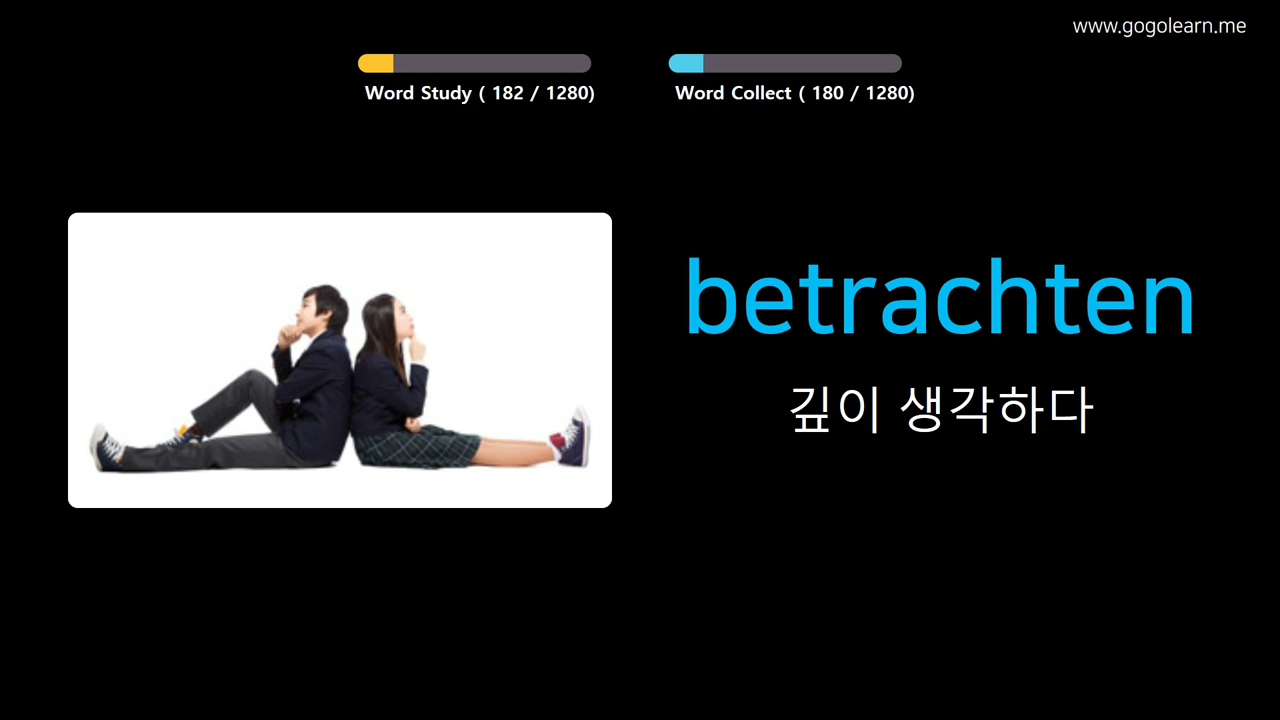 www.gogolearn.me
Word Study ( 182 / 1280)
Word Collect ( 180 / 1280)
betrachten
깊이 생각하다